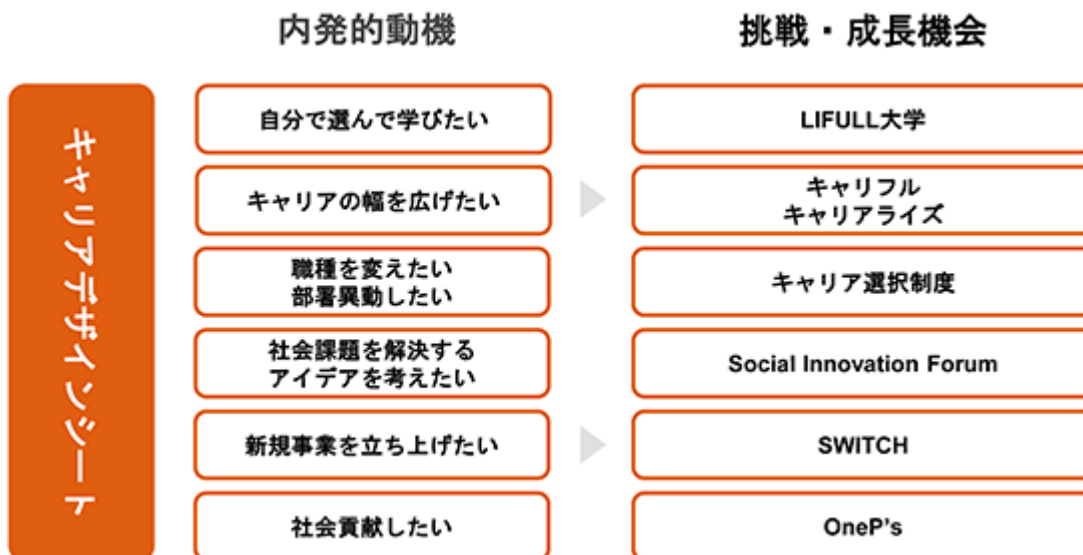 内発的動機
挑戦・成長機会
キャリアデザインシート
自分で選んで学びたい
LIFULL大学
キャリアの幅を広げたい
キャリフル
キャリアライズ
職種を変えたい
部署異動したい
キャリア選択制度
社会課題を解決する
アイデアを考えたい
Social Innovation Forum
新規事業を立ち上げたい
SWITCH
社会貢献したい
OneP's